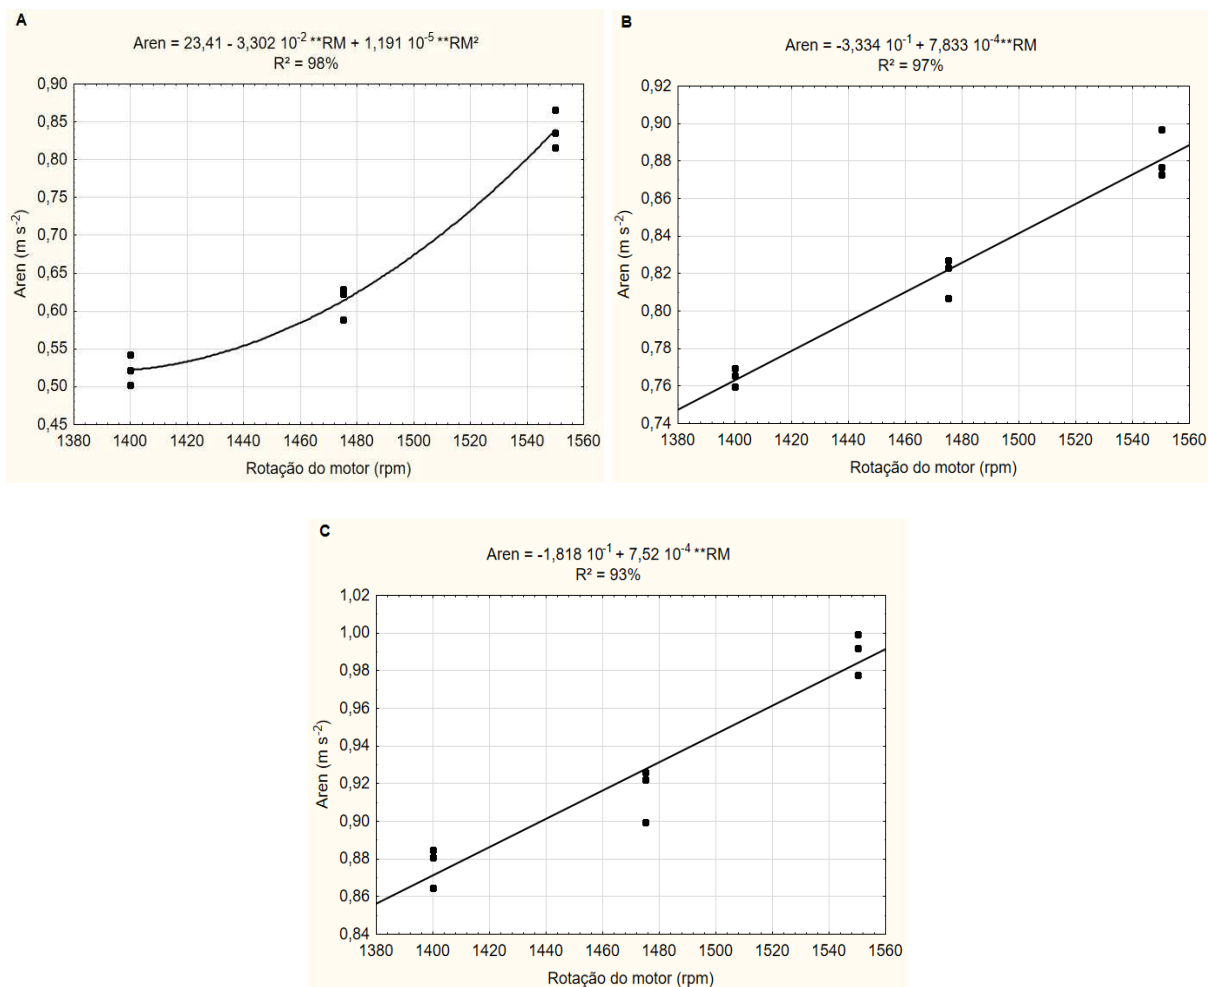 A
Aren = 23,41 - 3,302 10⁻² **RM + 1,191 10⁻⁵ **RM²
R² = 98%
0,90
0,85
0,80
0,75
0,70
0,65
0,60
0,55
0,50
0,45
Aren (m s⁻²)
1380 1400 1420 1440 1460 1480 1500 1520 1540 1560
Rotação do motor (rpm)
B
Aren = -3,334 10⁻¹ + 7,833 10⁻⁴**RM
R² = 97%
0,92
0,90
0,88
0,86
0,84
0,82
0,80
0,78
0,76
0,74
Aren (m s⁻²)
1380 1400 1420 1440 1460 1480 1500 1520 1540 1560
Rotação do motor (rpm)
C
Aren = -1,818 10⁻¹ + 7,52 10⁻⁴ **RM
R² = 93%
1,02
1,00
0,98
0,96
0,94
0,92
0,90
0,88
0,86
0,84
Aren (m s⁻²)
1380 1400 1420 1440 1460 1480 1500 1520 1540 1560
Rotação do motor (rpm)